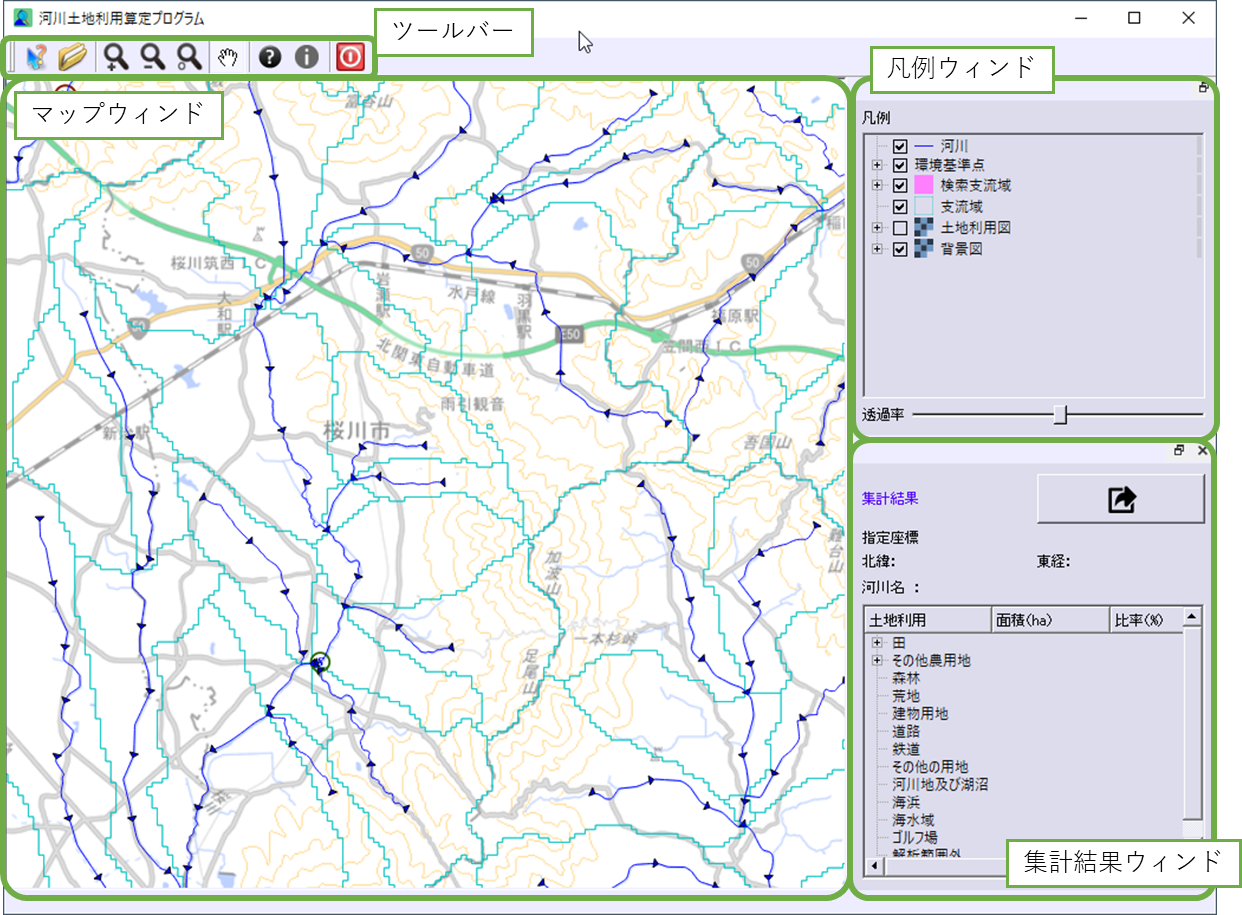 河川土地利用算定プログラム
ツールバー
凡例ウィンド
マップウィンド
凡例
河川
環境基準点
検索支流域
支流域
土地利用図
背景図
透過率
富谷山
桜川筑西IC
大和駅
岩瀬駅
50
水戸線
羽黒駅
50
稲
福原駅
E50
笠間西IC
北関東自動車道
雨引観音
新治駅
桜川市
吾国山
難台山
加波山
一本杉峠
足尾山
集計結果
指定座標
北緯:
東経:
河川名 :
土地利用
面積(ha)
比率(%)
田
その他農用地
森林
荒地
建物用地
道路
鉄道
その他の用地
河川地及び湖沼
海浜
海水域
ゴルフ場
解析範囲外
集計結果ウィンド